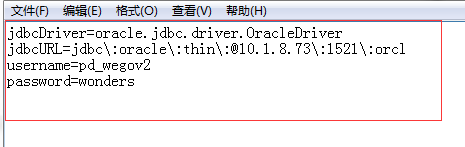 文件(F) 编辑(E) 格式(O) 查看(V) 帮助(H)
jdbcDriver=oracle.jdbc.driver.OracleDriver
jdbcURL=jdbc\:oracle\:thin\:@10.1.8.73\:1521\:orcl
username=pd_wegov2
password=wonders